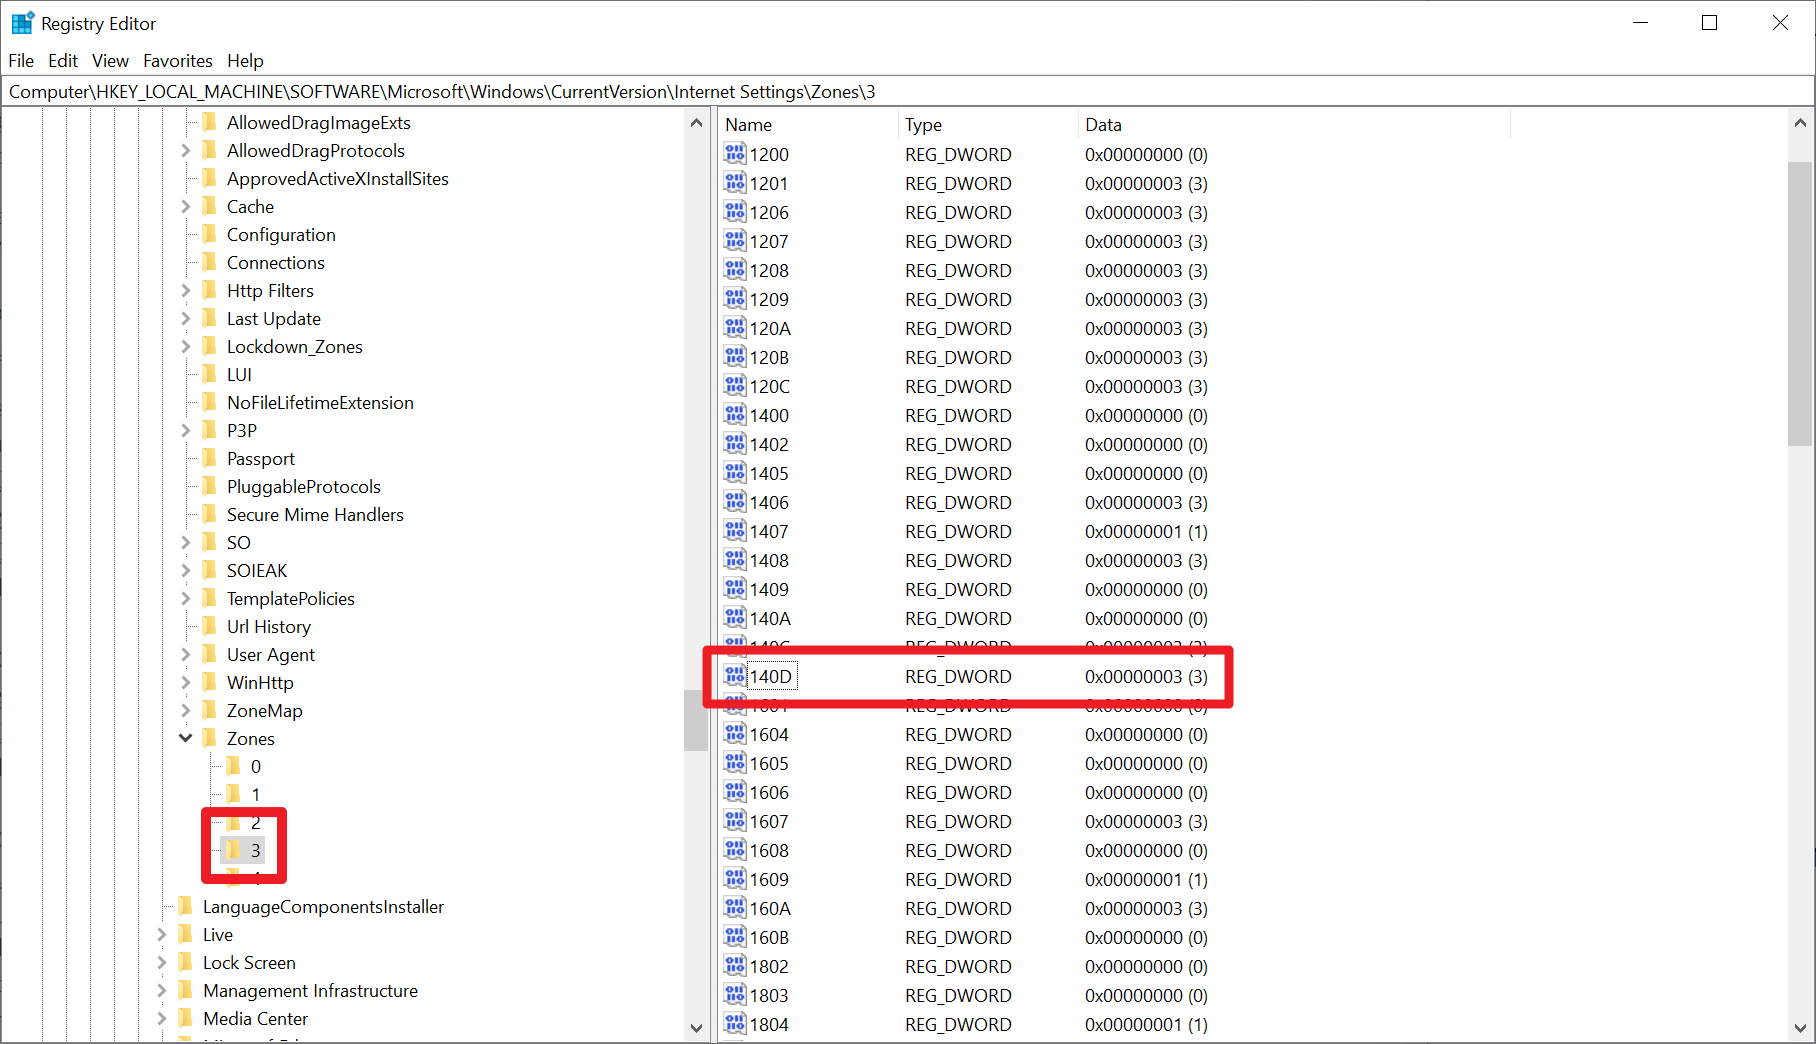 Registry Editor
File Edit View Favorites Help
Computer\HKEY_LOCAL_MACHINE\SOFTWARE\Microsoft\Windows\CurrentVersion\Internet Settings\Zones\3
AllowedDragImageExts
AllowedDragProtocols
ApprovedActiveXInstallSites
Cache
Configuration
Connections
Http Filters
Last Update
Lockdown_Zones
LUI
NoFileLifetimeExtension
P3P
Passport
PluggableProtocols
Secure Mime Handlers
SO
SOIEAK
TemplatePolicies
Url History
User Agent
WinHttp
ZoneMap
Zones
0
1
2
3
LanguageComponentsInstaller
Live
Lock Screen
Management Infrastructure
Media Center
Name Type Data
1200 REG_DWORD 0x00000000 (0)
1201 REG_DWORD 0x00000003 (3)
1206 REG_DWORD 0x00000003 (3)
1207 REG_DWORD 0x00000003 (3)
1208 REG_DWORD 0x00000003 (3)
1209 REG_DWORD 0x00000003 (3)
120A REG_DWORD 0x00000003 (3)
120B REG_DWORD 0x00000003 (3)
120C REG_DWORD 0x00000003 (3)
1400 REG_DWORD 0x00000000 (0)
1402 REG_DWORD 0x00000000 (0)
1405 REG_DWORD 0x00000000 (0)
1406 REG_DWORD 0x00000003 (3)
1407 REG_DWORD 0x00000001 (1)
1408 REG_DWORD 0x00000003 (3)
1409 REG_DWORD 0x00000000 (0)
140A REG_DWORD 0x00000000 (0)
140C REG_DWORD
140D REG_DWORD 0x00000003 (3)
1601 REG_DWORD 0x00000000 (0)
1604 REG_DWORD 0x00000000 (0)
1605 REG_DWORD 0x00000000 (0)
1606 REG_DWORD 0x00000000 (0)
1607 REG_DWORD 0x00000003 (3)
1608 REG_DWORD 0x00000000 (0)
1609 REG_DWORD 0x00000001 (1)
160A REG_DWORD 0x00000003 (3)
160B REG_DWORD 0x00000000 (0)
1802 REG_DWORD 0x00000000 (0)
1803 REG_DWORD 0x00000000 (0)
1804 REG_DWORD 0x00000001 (1)